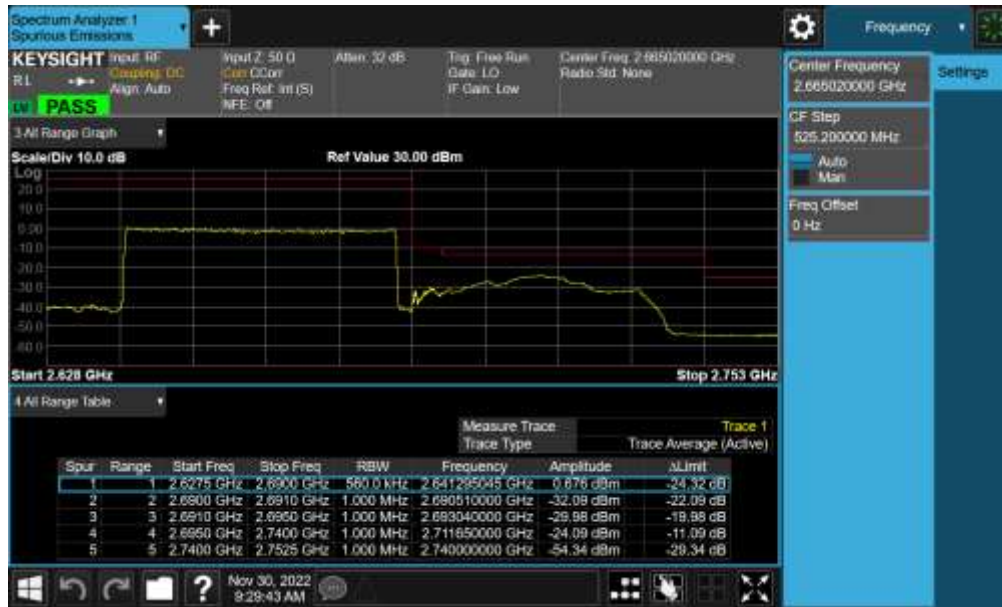 Spectrum Analyzer 1
Spurious Emissions
Frequency
KEYSIGHT Input: RF Input Z: 50 Ω Atten: 32 dB Trig: Free Run Center Freq: 2.665020000 GHz
RL Coupling: DC Corr CCorr Gate: LO Radio Std: None
Align: Auto Freq Ref: Int (S) IF Gain: Low
LV PASS NFE: Off
Center Frequency
2.665020000 GHz
Settings
CF Step
525.200000 MHz
Auto
Man
Freq Offset
0 Hz
3 All Range Graph
Scale/Div 10.0 dB Ref Value 30.00 dBm
Log
20.0
10.0
0.00
-10.0
-20.0
-30.0
-40.0
-50.0
-60.0
Start 2.628 GHz Stop 2.753 GHz
4 All Range Table
Measure Trace Trace 1
Trace Type Trace Average (Active)
Spur Range Start Freq Stop Freq RBW Frequency Amplitude ΔLimit
1 1 2.6275 GHz 2.6900 GHz 560.0 kHz 2.641295045 GHz 0.676 dBm -24.32 dB
2 2 2.6900 GHz 2.6910 GHz 1.000 MHz 2.690510000 GHz -32.09 dBm -22.09 dB
3 3 2.6910 GHz 2.6950 GHz 1.000 MHz 2.693040000 GHz -29.98 dBm -19.98 dB
4 4 2.6950 GHz 2.7400 GHz 1.000 MHz 2.711650000 GHz -24.09 dBm -11.09 dB
5 5 2.7400 GHz 2.7525 GHz 1.000 MHz 2.740000000 GHz -54.34 dBm -29.34 dB
Nov 30, 2022
9:29:43 AM